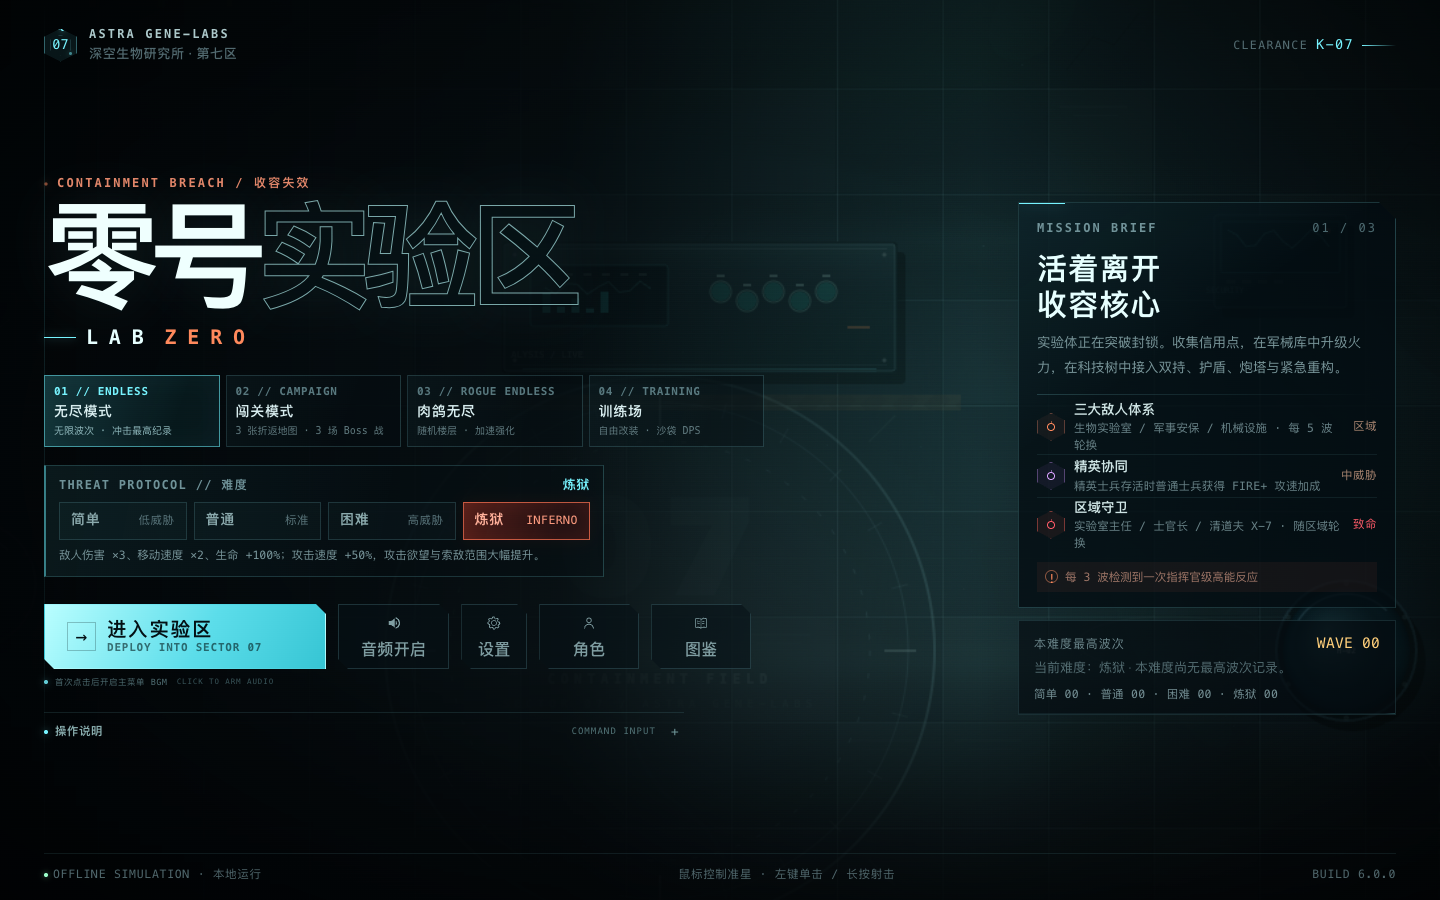 07
ASTRA GENE-LABS
深空生物研究所 · 第七区
CLEARANCE K-07
CONTAINMENT BREACH / 收容失效
零号实验区
LAB ZERO
01 // ENDLESS
无尽模式
无限波次 · 冲击最高纪录
02 // CAMPAIGN
闯关模式
3 张折返地图 · 3 场 Boss 战
03 // ROGUE ENDLESS
肉鸽无尽
随机楼层 · 加速强化
04 // TRAINING
训练场
自由改装 · 沙袋 DPS
THREAT PROTOCOL // 难度
炼狱
简单 低威胁
普通 标准
困难 高威胁
炼狱 INFERNO
敌人伤害 ×3、移动速度 ×2、生命 +100%；攻击速度 +50%，攻击欲望与索敌范围大幅提升。
→
进入实验区
DEPLOY INTO SECTOR 07
音频开启
设置
角色
图鉴
首次点击后开启主菜单 BGM CLICK TO ARM AUDIO
操作说明
COMMAND INPUT +
MISSION BRIEF
01 / 03
活着离开
收容核心
实验体正在突破封锁。收集信用点，在军械库中升级火
力，在科技树中接入双持、护盾、炮塔与紧急重构。
三大敌人体系
生物实验室 / 军事安保 / 机械设施 · 每 5 波
轮换
区域
精英协同
精英士兵存活时普通士兵获得 FIRE+ 攻速加成
中威胁
区域守卫
实验室主任 / 士官长 / 清道夫 X-7 · 随区域轮
换
致命
每 3 波检测到一次指挥官级高能反应
本难度最高波次
WAVE 00
当前难度：炼狱 · 本难度尚无最高波次记录。
简单 00 · 普通 00 · 困难 00 · 炼狱 00
OFFLINE SIMULATION · 本地运行
鼠标控制准星 · 左键单击 / 长按射击
BUILD 6.0.0